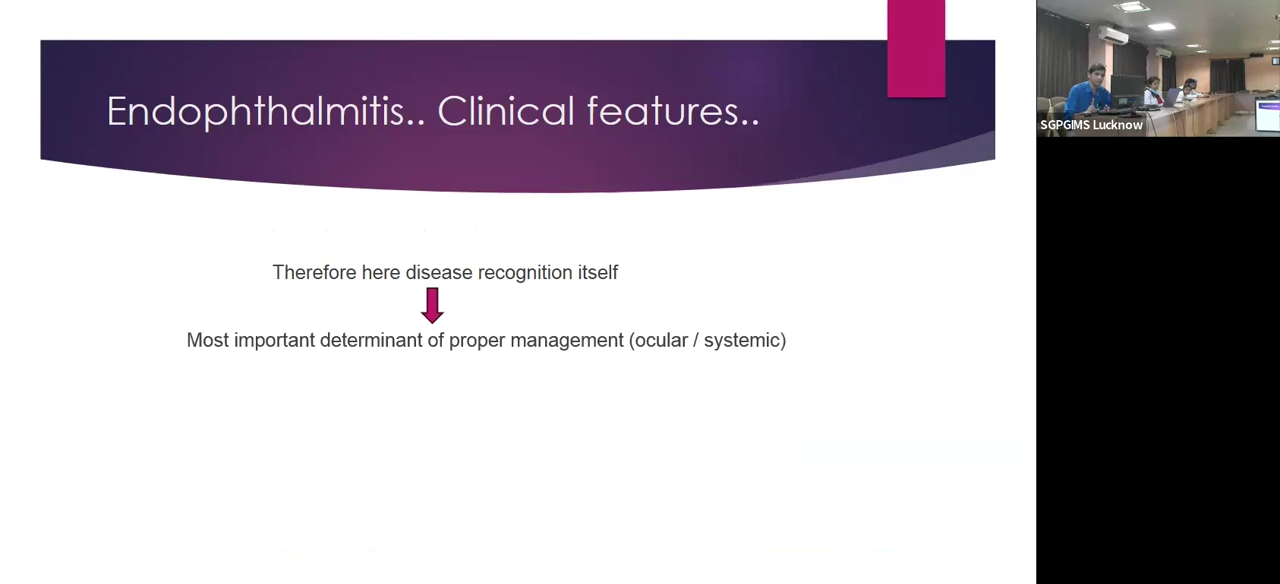 Endophthalmitis.. Clinical features..
SGPGIMS Lucknow
Therefore here disease recognition itself
Most important determinant of proper management (ocular / systemic)